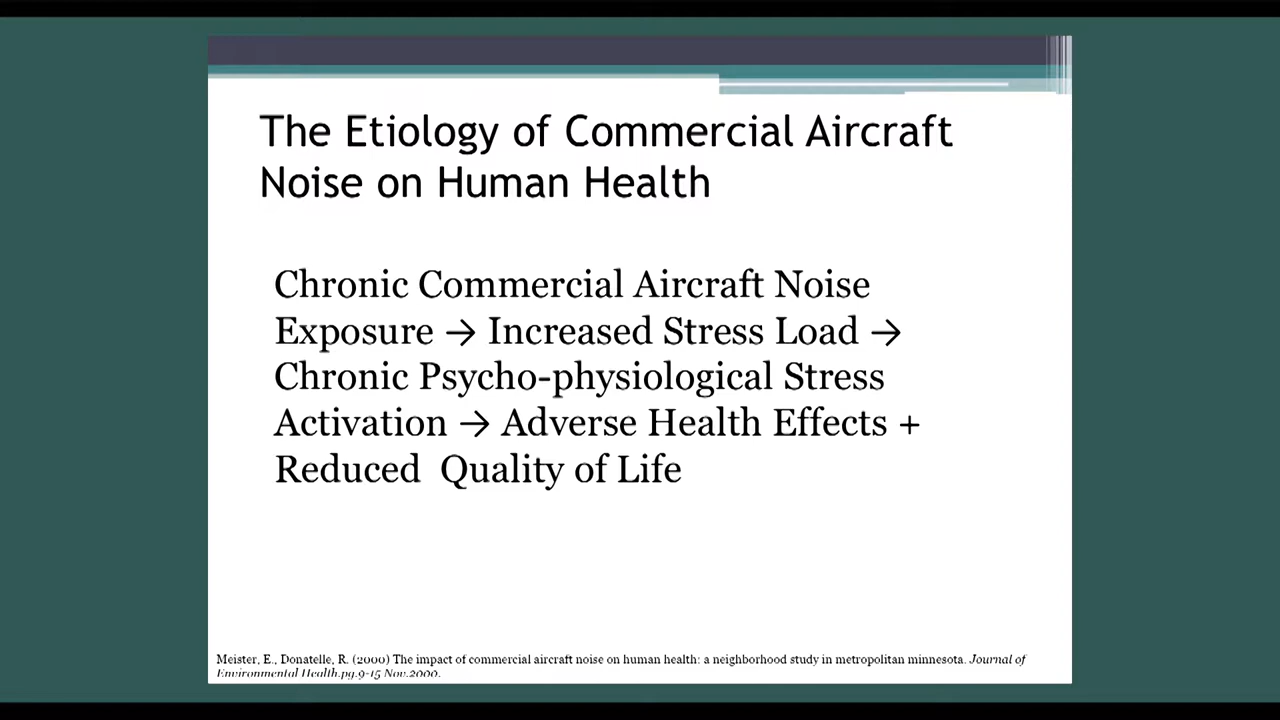 The Etiology of Commercial Aircraft
Noise on Human Health
Chronic Commercial Aircraft Noise
Exposure → Increased Stress Load →
Chronic Psycho-physiological Stress
Activation → Adverse Health Effects +
Reduced  Quality of Life
Meister, E., Donatelle, R. (2000) The impact of commercial aircraft noise on human health: a neighborhood study in metropolitan minnesota. Journal of
Environmental Health.pg.9-15 Nov.2000.